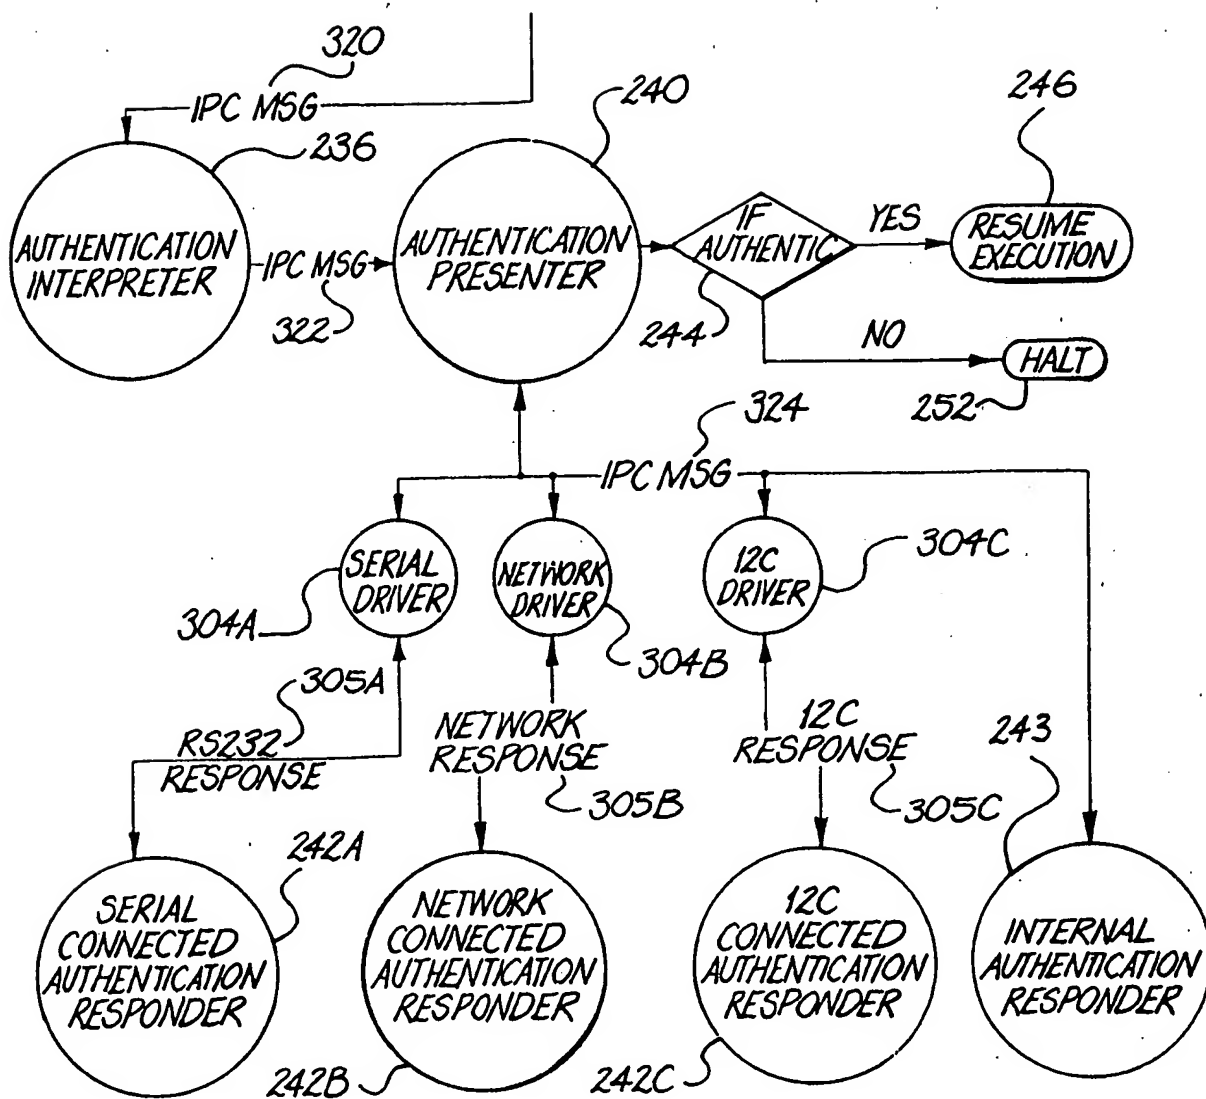 320
IPC MSG
236
240
246
AUTHENTICATION
INTERPRETER
IPC MSG
322
AUTHENTICATION
PRESENTER
IF
AUTHENTIC
244
YES
RESUME
EXECUTION
NO
HALT
252
324
IPC MSG
SERIAL
DRIVER
304A
NETWORK
DRIVER
304B
12C
DRIVER
304C
305A
RS232
RESPONSE
NETWORK
RESPONSE
305B
12C
RESPONSE
305C
243
242A
SERIAL
CONNECTED
AUTHENTICATION
RESPONDER
NETWORK
CONNECTED
AUTHENTICATION
RESPONDER
242B
12C
CONNECTED
AUTHENTICATION
RESPONDER
242C
INTERNAL
AUTHENTICATION
RESPONDER